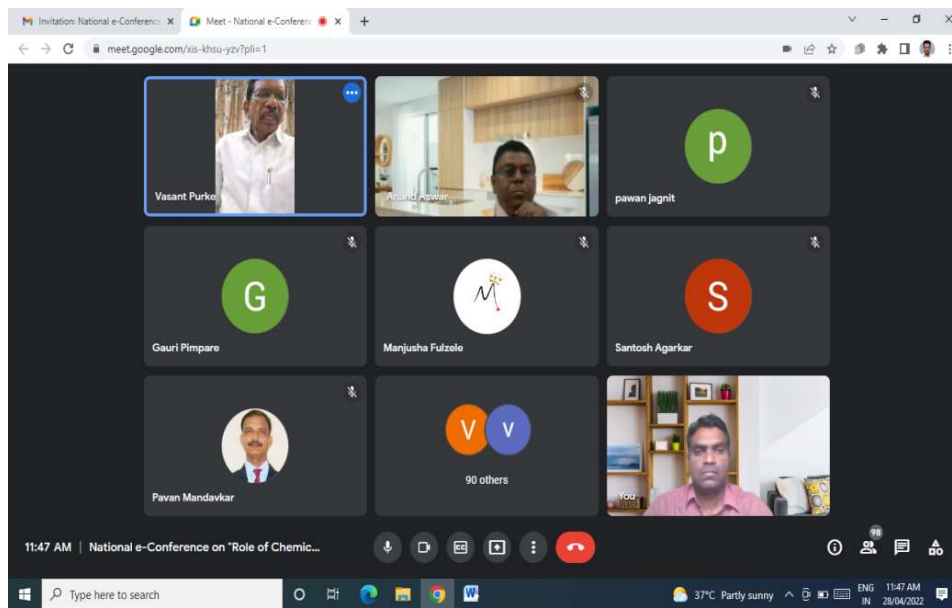 Invitation: National e-Conference
Meet - National e-Conferen
meet.google.com/xis-khsu-yzv?pli=1
Vasant Purke
Anand Aswar
p
pawan jagnit
G
Gauri Pimpare
M
Manjusha Fulzele
S
Santosh Agarkar
Pavan Mandavkar
V V
90 others
You
11:47 AM | National e-Conference on "Role of Chemic...
CC
98
Type here to search
W
37°C Partly sunny
ENG 11:47 AM
IN 28/04/2022